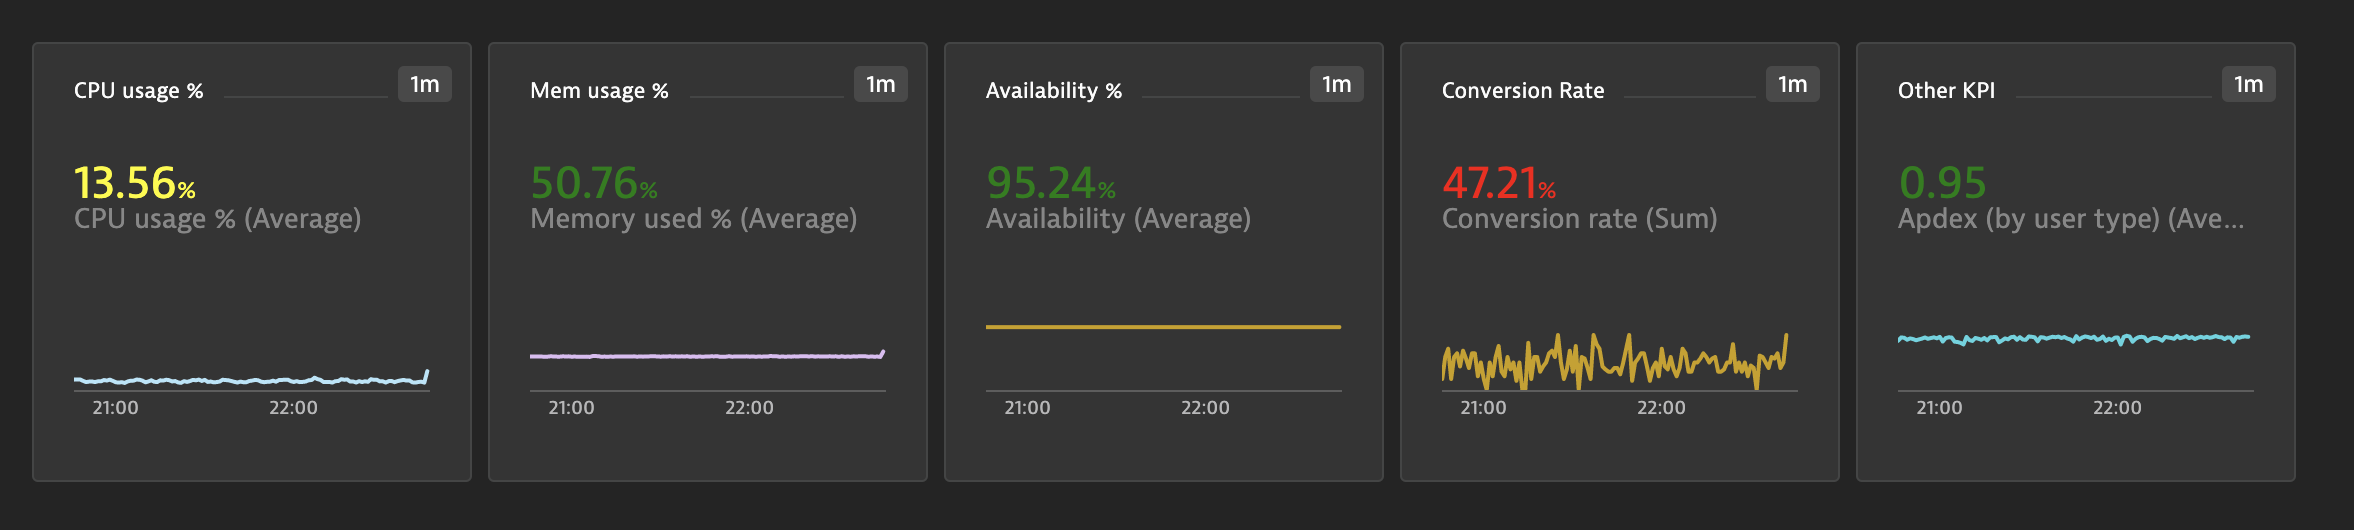 CPU usage %
1m
13.56%
CPU usage % (Average)
21:00
22:00
Mem usage %
1m
50.76%
Memory used % (Average)
21:00
22:00
Availability %
1m
95.24%
Availability (Average)
21:00
22:00
Conversion Rate
1m
47.21%
Conversion rate (Sum)
21:00
22:00
Other KPI
1m
0.95
Apdex (by user type) (Ave...
21:00
22:00